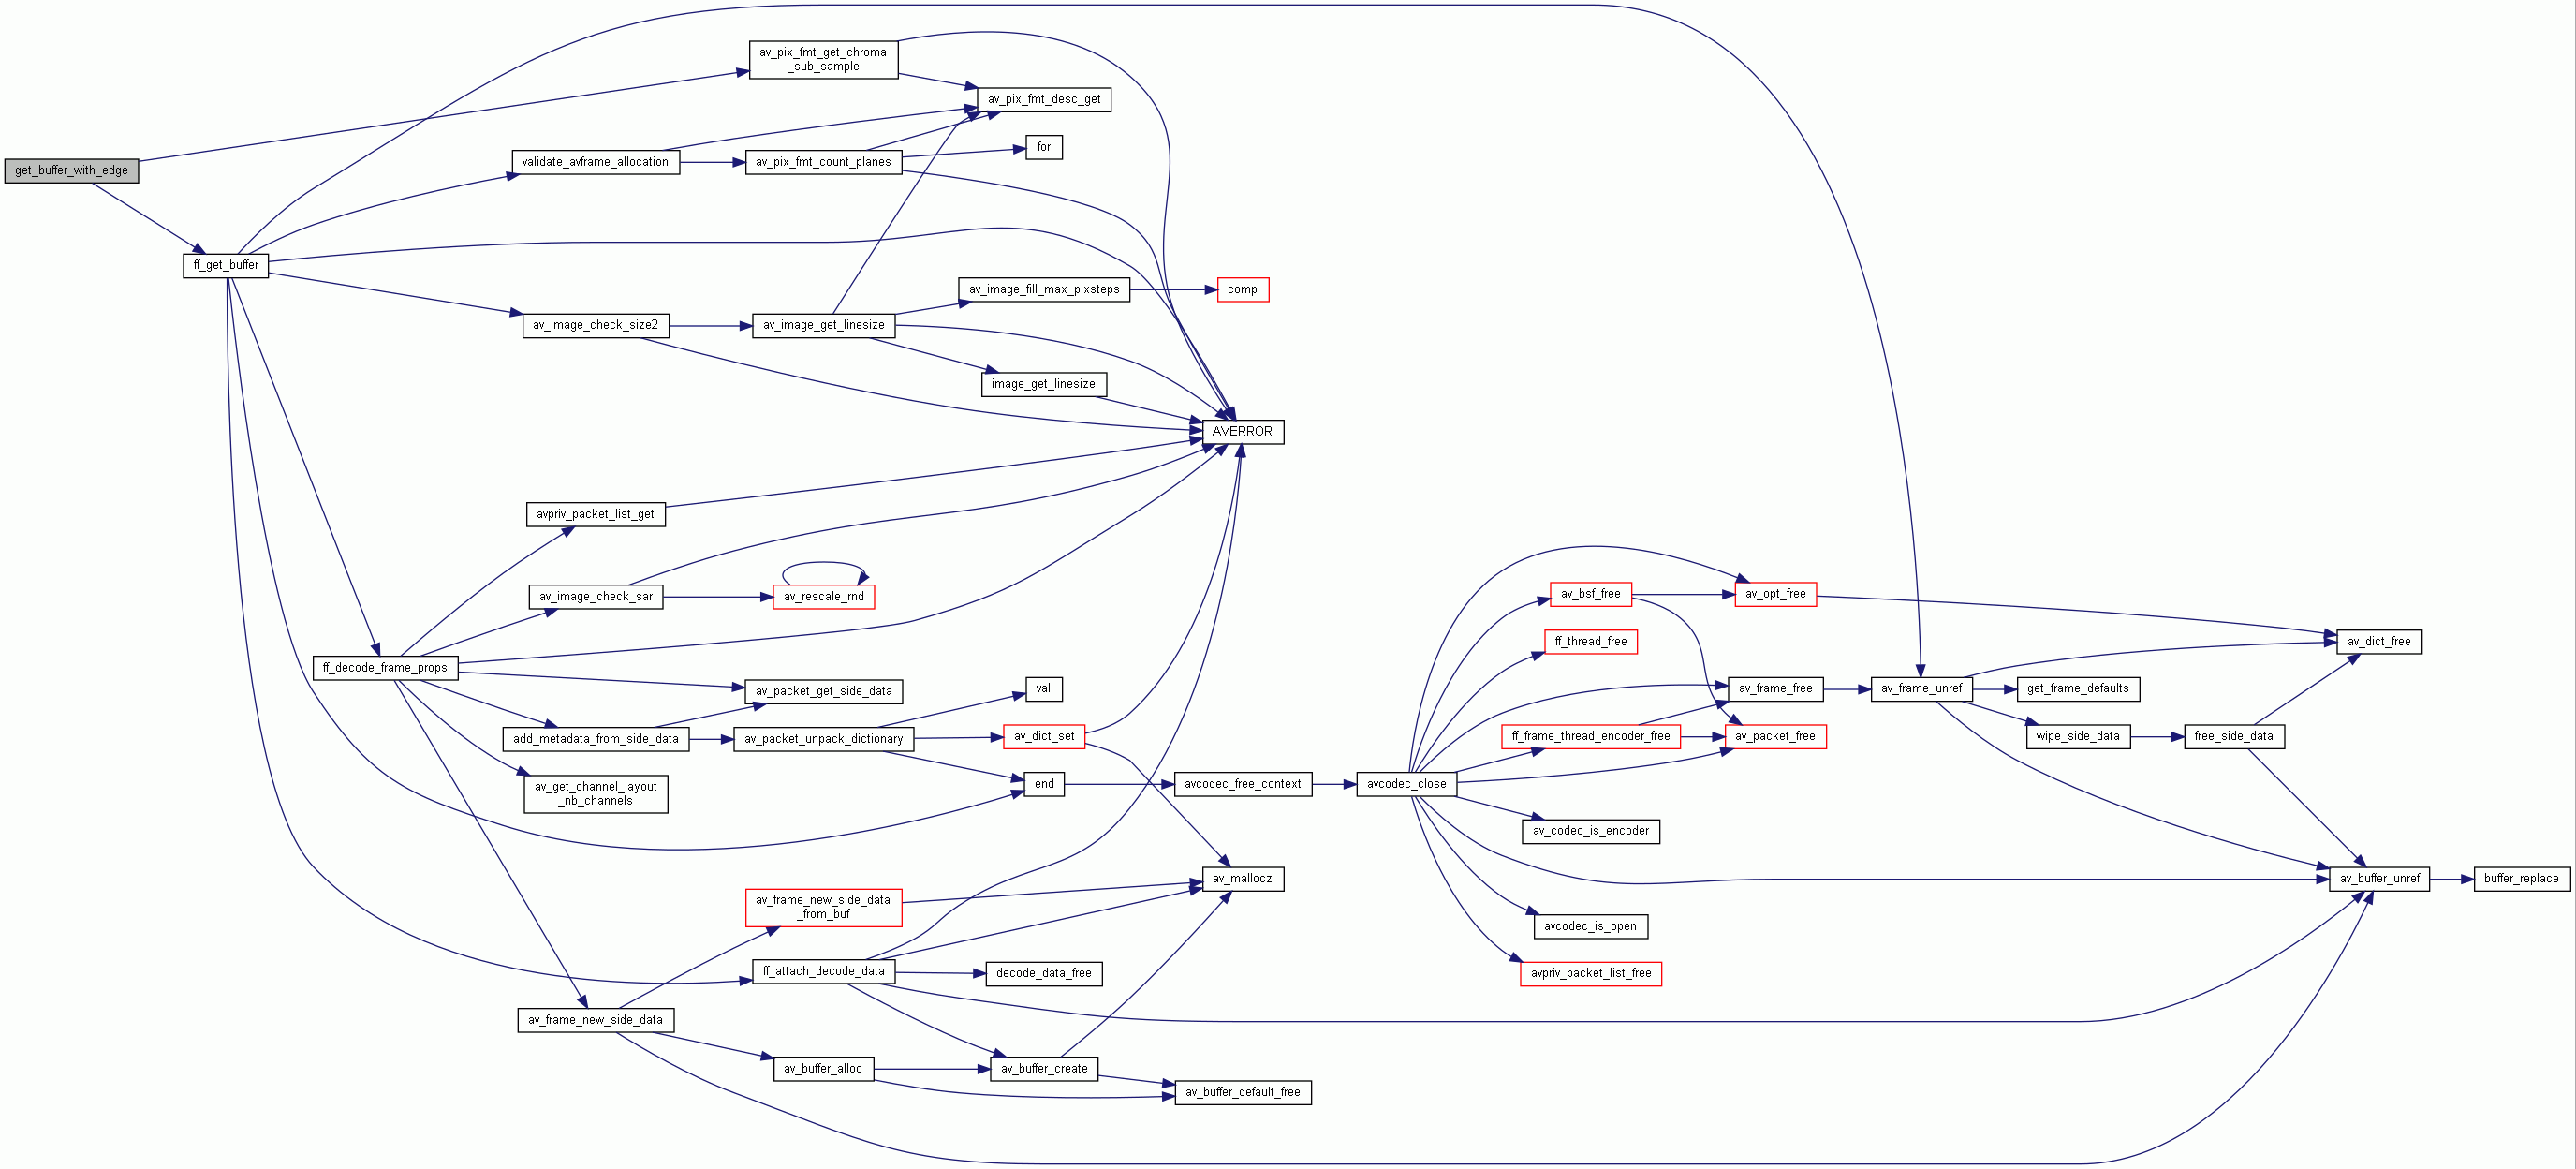 get_buffer_with_edge
ff_get_buffer
av_pix_fmt_get_chroma
_sub_sample
av_pix_fmt_desc_get
validate_avframe_allocation
av_pix_fmt_count_planes
for
av_image_check_size2
av_image_get_linesize
av_image_fill_max_pixsteps
comp
image_get_linesize
AVERROR
ff_decode_frame_props
avpriv_packet_list_get
av_image_check_sar
av_rescale_rnd
av_packet_get_side_data
add_metadata_from_side_data
av_packet_unpack_dictionary
val
av_dict_set
end
av_get_channel_layout
_nb_channels
av_mallocz
av_frame_new_side_data
_from_buf
ff_attach_decode_data
decode_data_free
av_frame_new_side_data
av_buffer_alloc
av_buffer_create
av_buffer_default_free
avcodec_free_context
avcodec_close
av_bsf_free
av_opt_free
ff_thread_free
av_frame_free
ff_frame_thread_encoder_free
av_packet_free
av_codec_is_encoder
avcodec_is_open
avpriv_packet_list_free
av_frame_unref
av_dict_free
get_frame_defaults
wipe_side_data
free_side_data
av_buffer_unref
buffer_replace